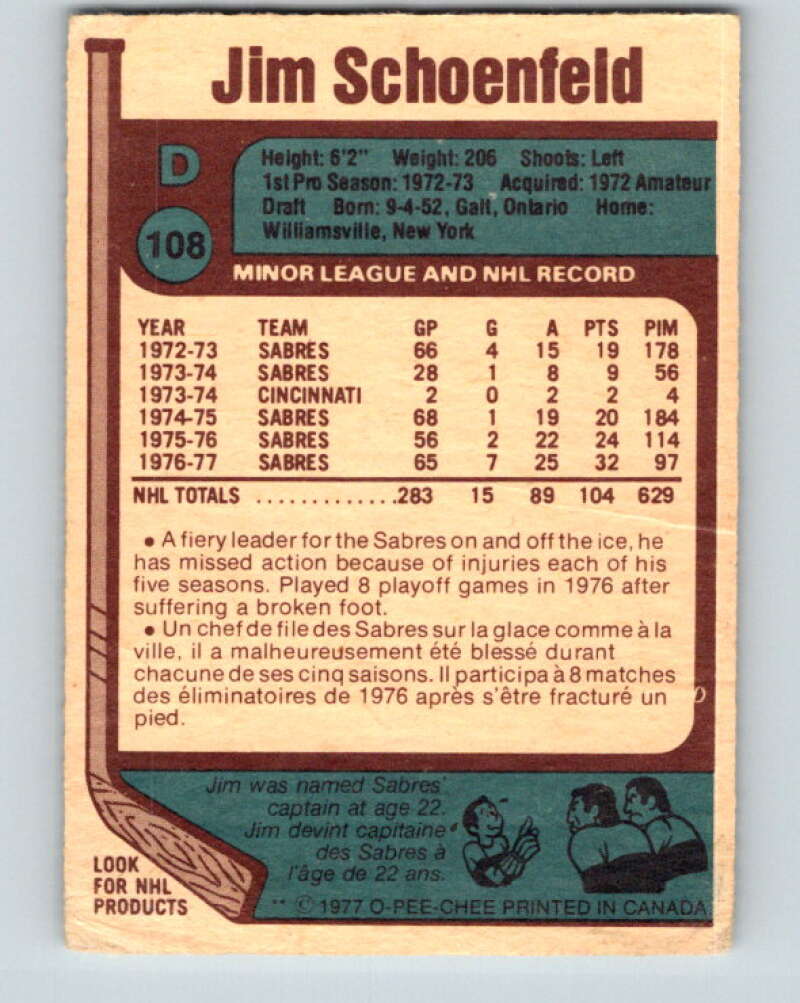 Jim Schoenfeld
D
Height: 6'2" Weight: 206 Shoots: Left
1st Pro Season: 1972-73 Acquired: 1972 Amateur
Draft Born: 9-4-52, Galt, Ontario Home:
Williamsville, New York
108
MINOR LEAGUE AND NHL RECORD
YEAR TEAM GP G A PTS PIM
1972-73 SABRES 66 4 15 19 178
1973-74 SABRES 28 1 8 9 56
1973-74 CINCINNATI 2 0 2 2 4
1974-75 SABRES 68 1 19 20 184
1975-76 SABRES 56 2 22 24 114
1976-77 SABRES 65 7 25 32 97
NHL TOTALS .............283 15 89 104 629
• A fiery leader for the Sabres on and off the ice, he
has missed action because of injuries each of his
five seasons. Played 8 playoff games in 1976 after
suffering a broken foot.
• Un chef de file des Sabres sur la glace comme à la
ville, il a malheureusement été blessé durant
chacune de ses cinq saisons. Il participa à 8 matches
des éliminatoires de 1976 après s'être fracturé un
pied.
Jim was named Sabres'
captain at age 22.
Jim devint capitaine
des Sabres à
l'âge de 22 ans.
LOOK
FOR NHL
PRODUCTS
** © 1977 O-PEE-CHEE PRINTED IN CANADA